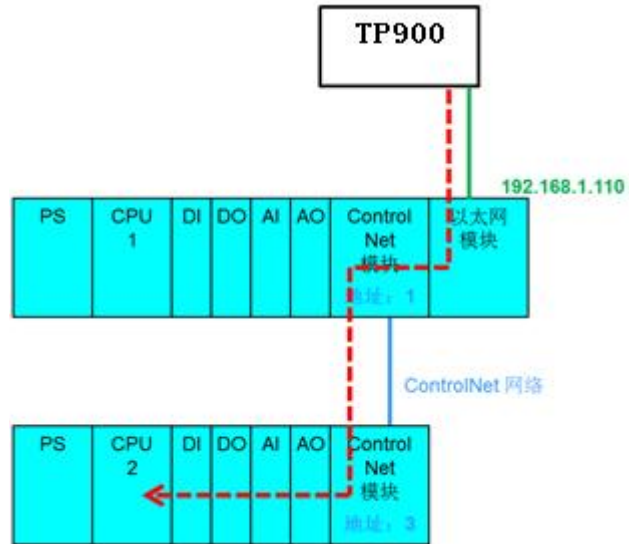 TP900
192.168.1.110
PS
CPU
1
DI
DO
AI
AO
Control
Net
模块
地址：1
以太网
模块
ControlNet 网络
PS
CPU
2
DI
DO
AI
AO
Control
Net
模块
地址：3